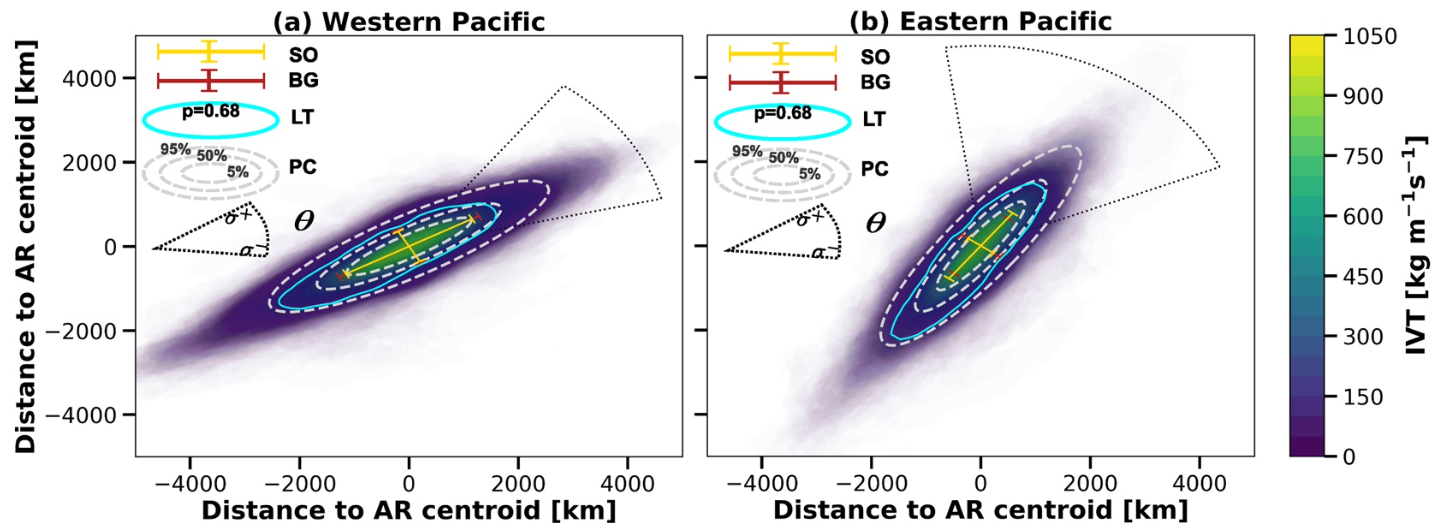 (a) Western Pacific
(b) Eastern Pacific
SO
BG
p=0.68
LT
95%
50%
5%
PC
σ+
σ−
θ
SO
BG
p=0.68
LT
95%
50%
5%
PC
σ+
σ−
θ
4000
2000
0
−2000
−4000
Distance to AR centroid [km]
−4000
−2000
0
2000
4000
Distance to AR centroid [km]
−4000
−2000
0
2000
4000
Distance to AR centroid [km]
1050
900
750
600
450
300
150
0
IVT [kg m⁻¹s⁻¹]